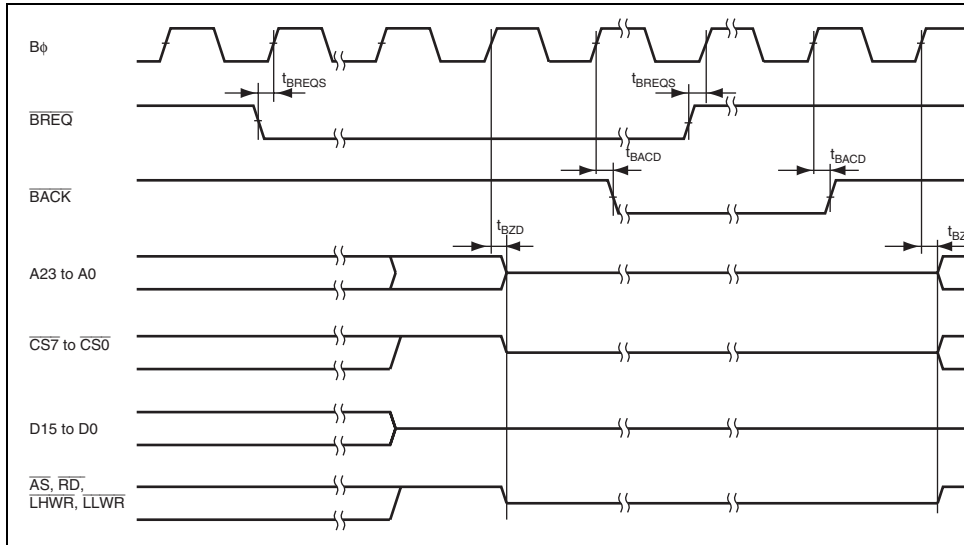 Bφ
tBREQS
tBREQS
BREQ
tBACD
tBACD
BACK
tBZD
tBZ
A23 to A0
CS7 to CS0
D15 to D0
AS, RD,
LHWR, LLWR